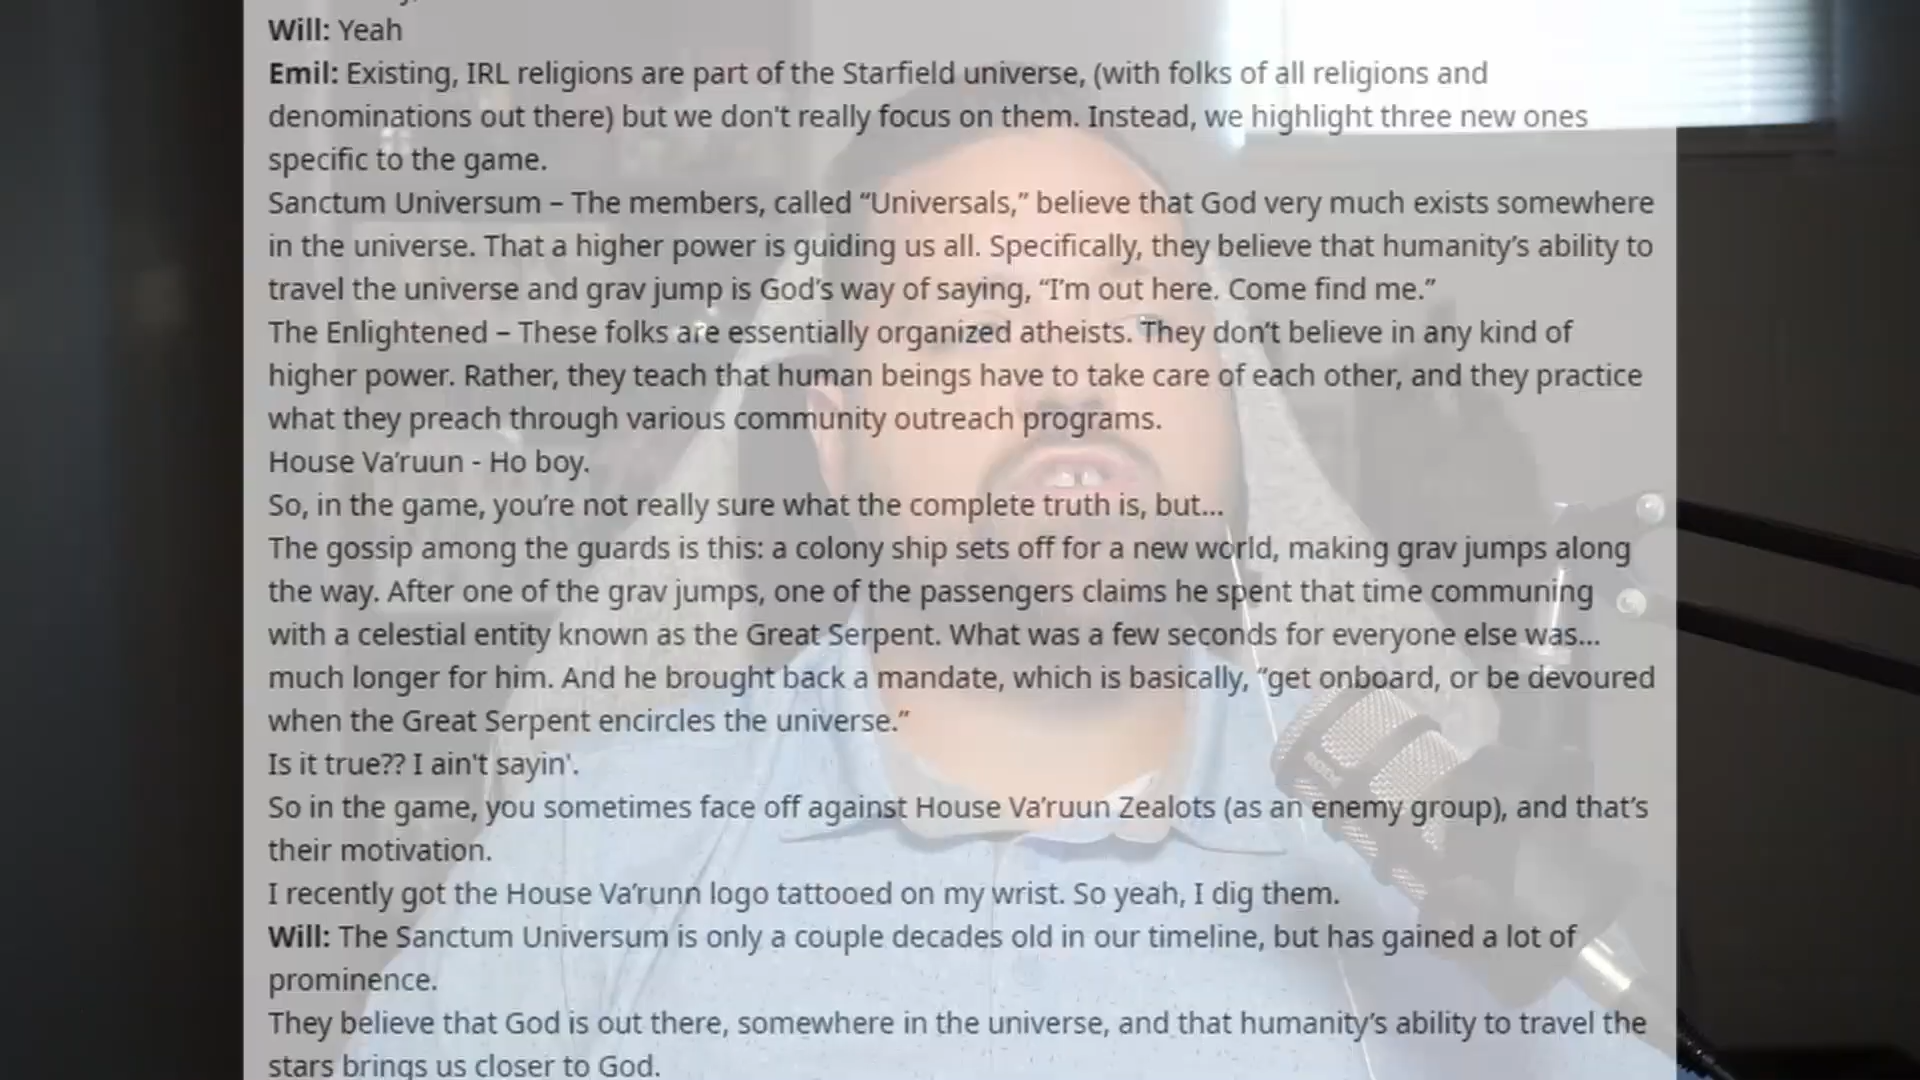 Will: Yeah
Emil: Existing, IRL religions are part of the Starfield universe, (with folks of all religions and
denominations out there) but we don't really focus on them. Instead, we highlight three new ones
specific to the game.
Sanctum Universum – The members, called “Universals,” believe that God very much exists somewhere
in the universe. That a higher power is guiding us all. Specifically, they believe that humanity’s ability to
travel the universe and grav jump is God’s way of saying, “I’m out here. Come find me.”
The Enlightened – These folks are essentially organized atheists. They don’t believe in any kind of
higher power. Rather, they teach that human beings have to take care of each other, and they practice
what they preach through various community outreach programs.
House Va’ruun - Ho boy.
So, in the game, you’re not really sure what the complete truth is, but…
The gossip among the guards is this: a colony ship sets off for a new world, making grav jumps along
the way. After one of the grav jumps, one of the passengers claims he spent that time communing
with a celestial entity known as the Great Serpent. What was a few seconds for everyone else was…
much longer for him. And he brought back a mandate, which is basically, “get onboard, or be devoured
when the Great Serpent encircles the universe.”
Is it true?? I ain't sayin'.
So in the game, you sometimes face off against House Va’ruun Zealots (as an enemy group), and that’s
their motivation.
I recently got the House Va’runn logo tattooed on my wrist. So yeah, I dig them.
Will: The Sanctum Universum is only a couple decades old in our timeline, but has gained a lot of
prominence.
They believe that God is out there, somewhere in the universe, and that humanity’s ability to travel the
stars brings us closer to God.
RODE